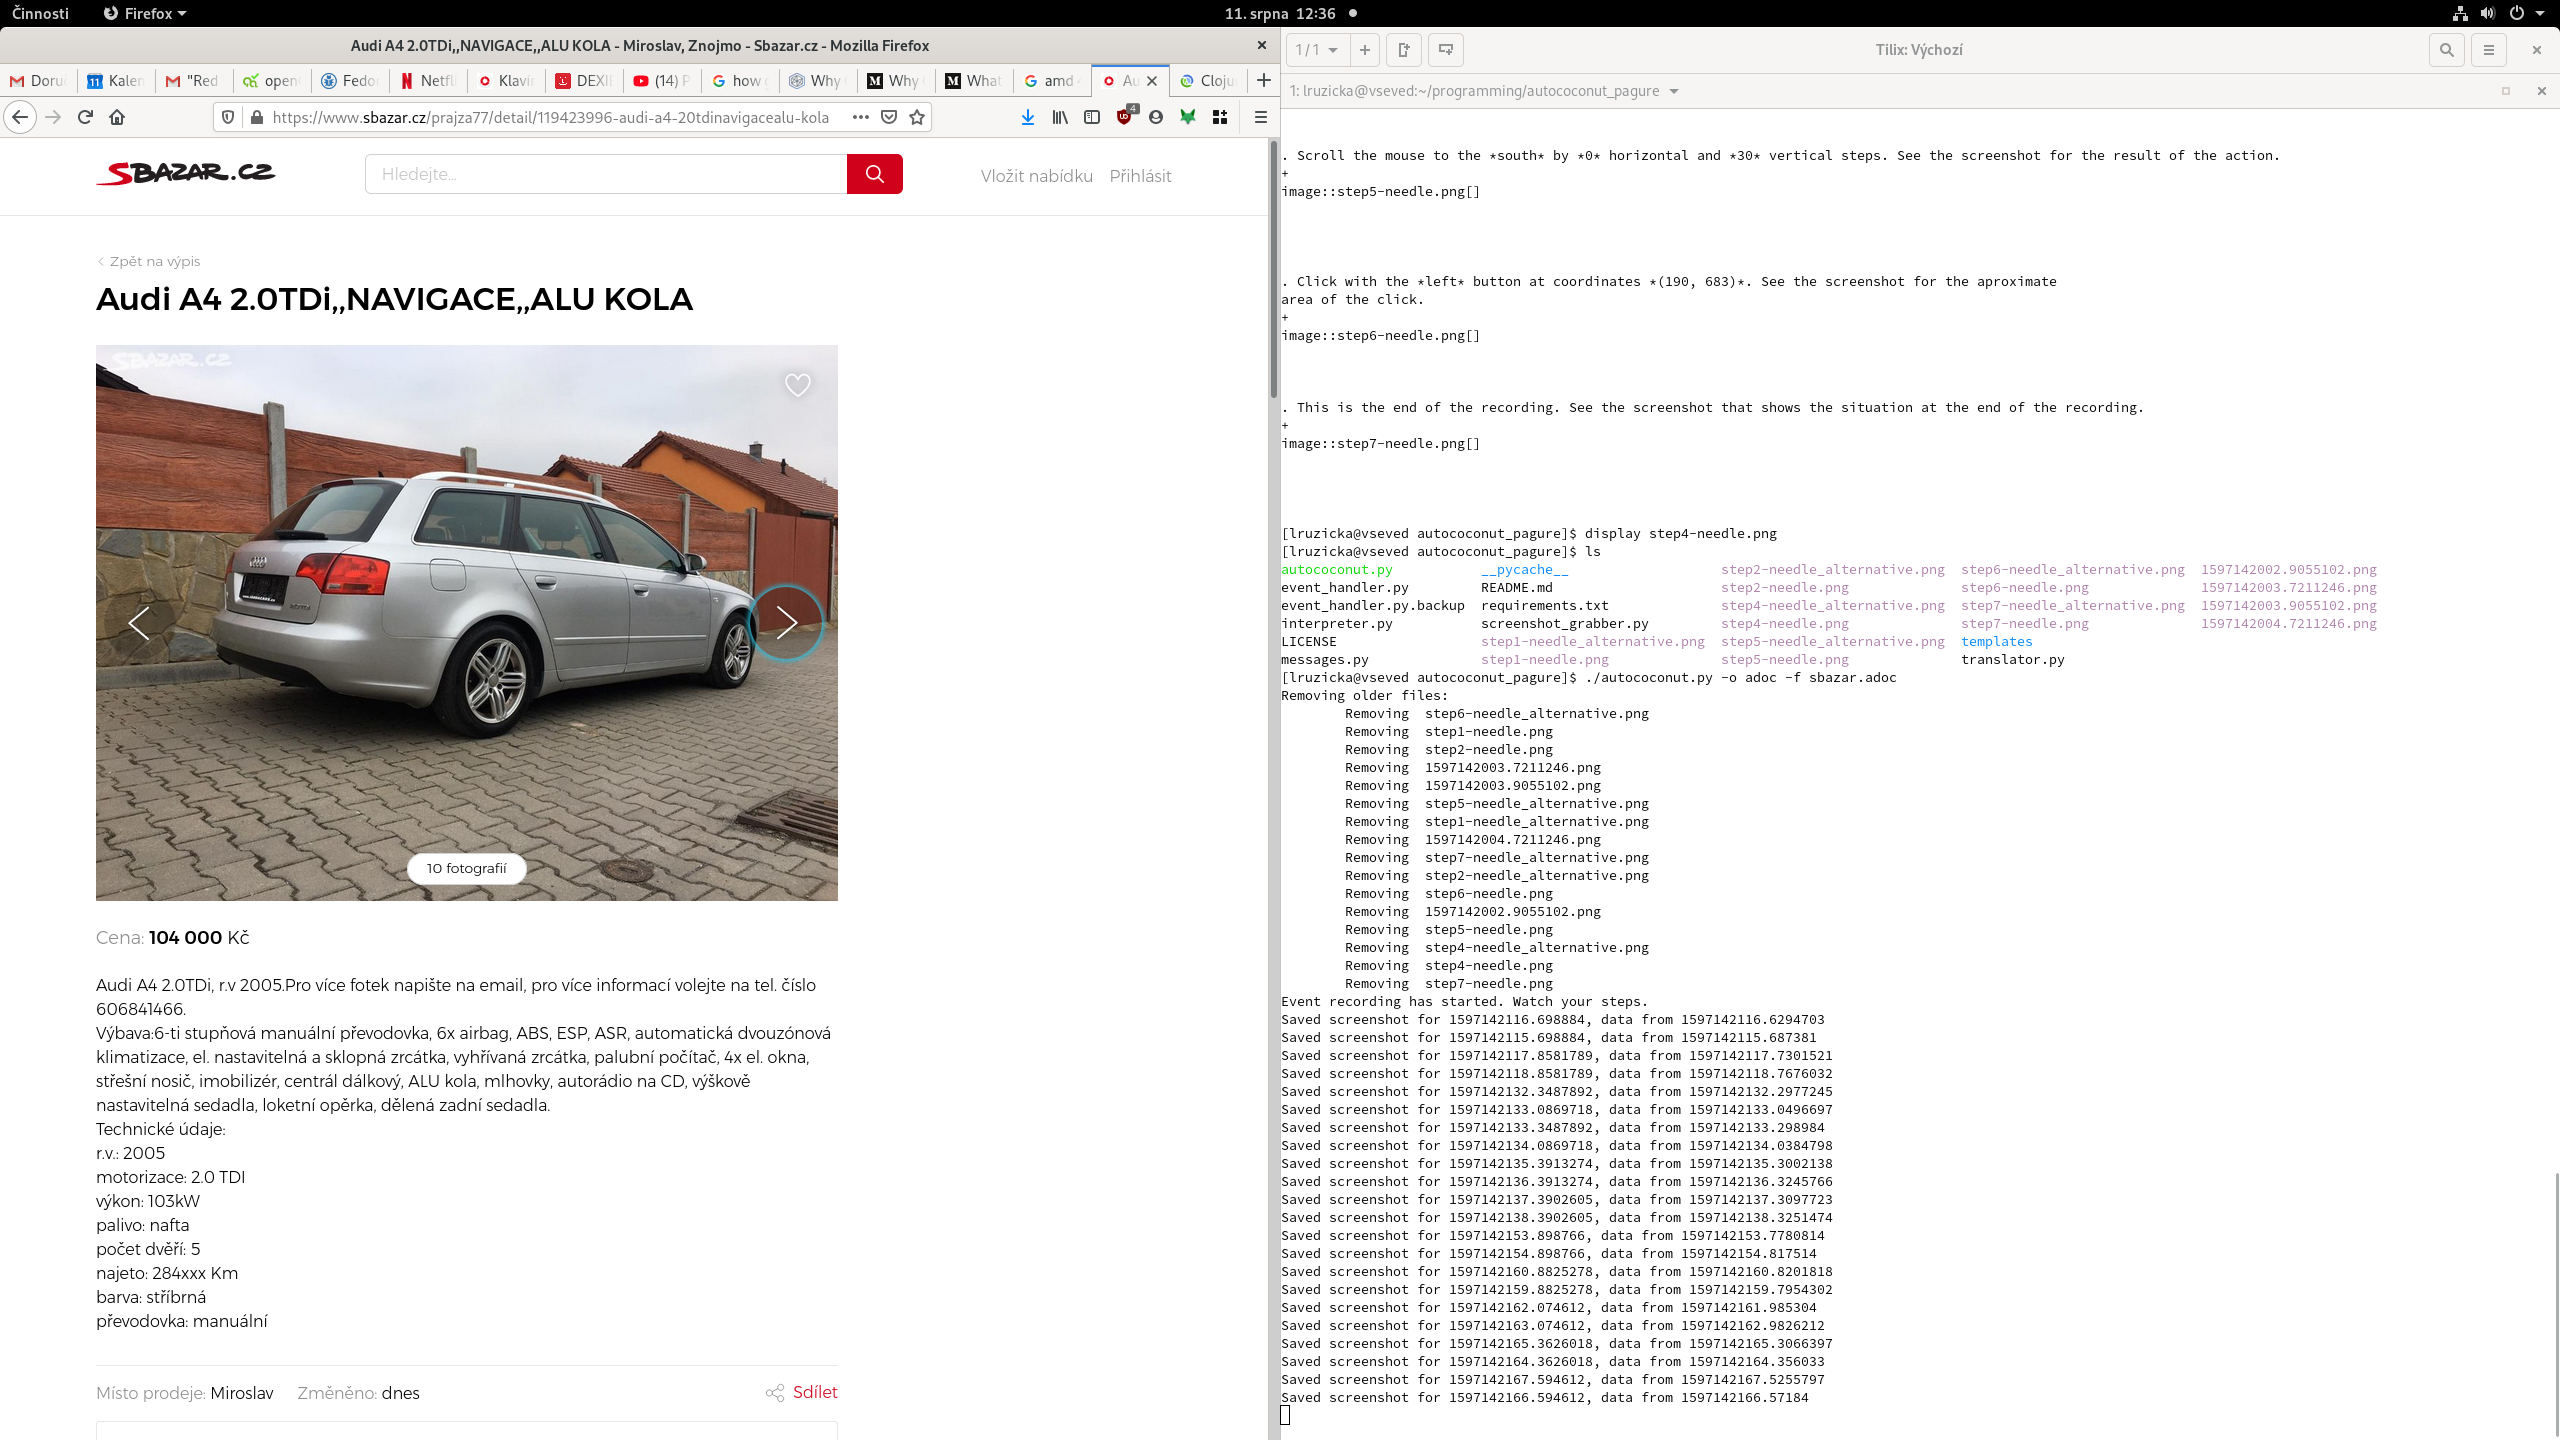 Činnosti
Firefox
11. srpna 12:36
Audi A4 2.0TDi,,NAVIGACE,,ALU KOLA - Miroslav, Znojmo - Sbazar.cz - Mozilla Firefox
Doru
Kalen
"Red
open
Fedo
Netfl
Klavír
DEXI
(14) P
how
Why
Why
What
amd
Au
Cloju
https://www.sbazar.cz/prajza77/detail/119423996-audi-a4-20tdinavigacealu-kola
4
SBAZAR.CZ
Hledejte...
Vložit nabídku
Přihlásit
Zpět na výpis
Audi A4 2.0TDi,,NAVIGACE,,ALU KOLA
SBAZAR.CZ
10 fotografií
Cena: 104 000 Kč
Audi A4 2.0TDi, r.v 2005.Pro více fotek napište na email, pro více informací volejte na tel. číslo
606841466.
Výbava:6-ti stupňová manuální převodovka, 6x airbag, ABS, ESP, ASR, automatická dvouzónová
klimatizace, el. nastavitelná a sklopná zrcátka, vyhřívaná zrcátka, palubní počítač, 4x el. okna,
střešní nosič, imobilizér, centrál dálkový, ALU kola, mlhovky, autorádio na CD, výškově
nastavitelná sedadla, loketní opěrka, dělená zadní sedadla.
Technické údaje:
r.v.: 2005
motorizace: 2.0 TDI
výkon: 103kW
palivo: nafta
počet dvěří: 5
najeto: 284xxx Km
barva: stříbrná
převodovka: manuální
Místo prodeje: Miroslav
Změněno: dnes
Sdílet
1 / 1
Tilix: Výchozí
1: lruzicka@vseved:~/programming/autococonut_pagure
. Scroll the mouse to the *south* by *0* horizontal and *30* vertical steps. See the screenshot for the result of the action.
+
image::step5-needle.png[]
. Click with the *left* button at coordinates *(190, 683)*. See the screenshot for the aproximate
area of the click.
+
image::step6-needle.png[]
. This is the end of the recording. See the screenshot that shows the situation at the end of the recording.
+
image::step7-needle.png[]
[lruzicka@vseved autococonut_pagure]$ display step4-needle.png
[lruzicka@vseved autococonut_pagure]$ ls
autococonut.py __pycache__ step2-needle_alternative.png step6-needle_alternative.png 1597142002.9055102.png
event_handler.py README.md step2-needle.png step6-needle.png 1597142003.7211246.png
event_handler.py.backup requirements.txt step4-needle_alternative.png step7-needle_alternative.png 1597142003.9055102.png
interpreter.py screenshot_grabber.py step4-needle.png step7-needle.png 1597142004.7211246.png
LICENSE step1-needle_alternative.png step5-needle_alternative.png templates
messages.py step1-needle.png step5-needle.png translator.py
[lruzicka@vseved autococonut_pagure]$ ./autococonut.py -o adoc -f sbazar.adoc
Removing older files:
Removing step6-needle_alternative.png
Removing step1-needle.png
Removing step2-needle.png
Removing 1597142003.7211246.png
Removing 1597142003.9055102.png
Removing step5-needle_alternative.png
Removing step1-needle_alternative.png
Removing 1597142004.7211246.png
Removing step7-needle_alternative.png
Removing step2-needle_alternative.png
Removing step6-needle.png
Removing 1597142002.9055102.png
Removing step5-needle.png
Removing step4-needle_alternative.png
Removing step4-needle.png
Removing step7-needle.png
Event recording has started. Watch your steps.
Saved screenshot for 1597142116.698884, data from 1597142116.6294703
Saved screenshot for 1597142115.698884, data from 1597142115.687381
Saved screenshot for 1597142117.8581789, data from 1597142117.7301521
Saved screenshot for 1597142118.8581789, data from 1597142118.7676032
Saved screenshot for 1597142132.3487892, data from 1597142132.2977245
Saved screenshot for 1597142133.0869718, data from 1597142133.0496697
Saved screenshot for 1597142133.3487892, data from 1597142133.298984
Saved screenshot for 1597142134.0869718, data from 1597142134.0384798
Saved screenshot for 1597142135.3913274, data from 1597142135.3002138
Saved screenshot for 1597142136.3913274, data from 1597142136.3245766
Saved screenshot for 1597142137.3902605, data from 1597142137.3097723
Saved screenshot for 1597142138.3902605, data from 1597142138.3251474
Saved screenshot for 1597142153.898766, data from 1597142153.7780814
Saved screenshot for 1597142154.898766, data from 1597142154.817514
Saved screenshot for 1597142160.8825278, data from 1597142160.8201818
Saved screenshot for 1597142159.8825278, data from 1597142159.7954302
Saved screenshot for 1597142162.074612, data from 1597142161.985304
Saved screenshot for 1597142163.074612, data from 1597142162.9826212
Saved screenshot for 1597142165.3626018, data from 1597142165.3066397
Saved screenshot for 1597142164.3626018, data from 1597142164.356033
Saved screenshot for 1597142167.594612, data from 1597142167.5255797
Saved screenshot for 1597142166.594612, data from 1597142166.57184